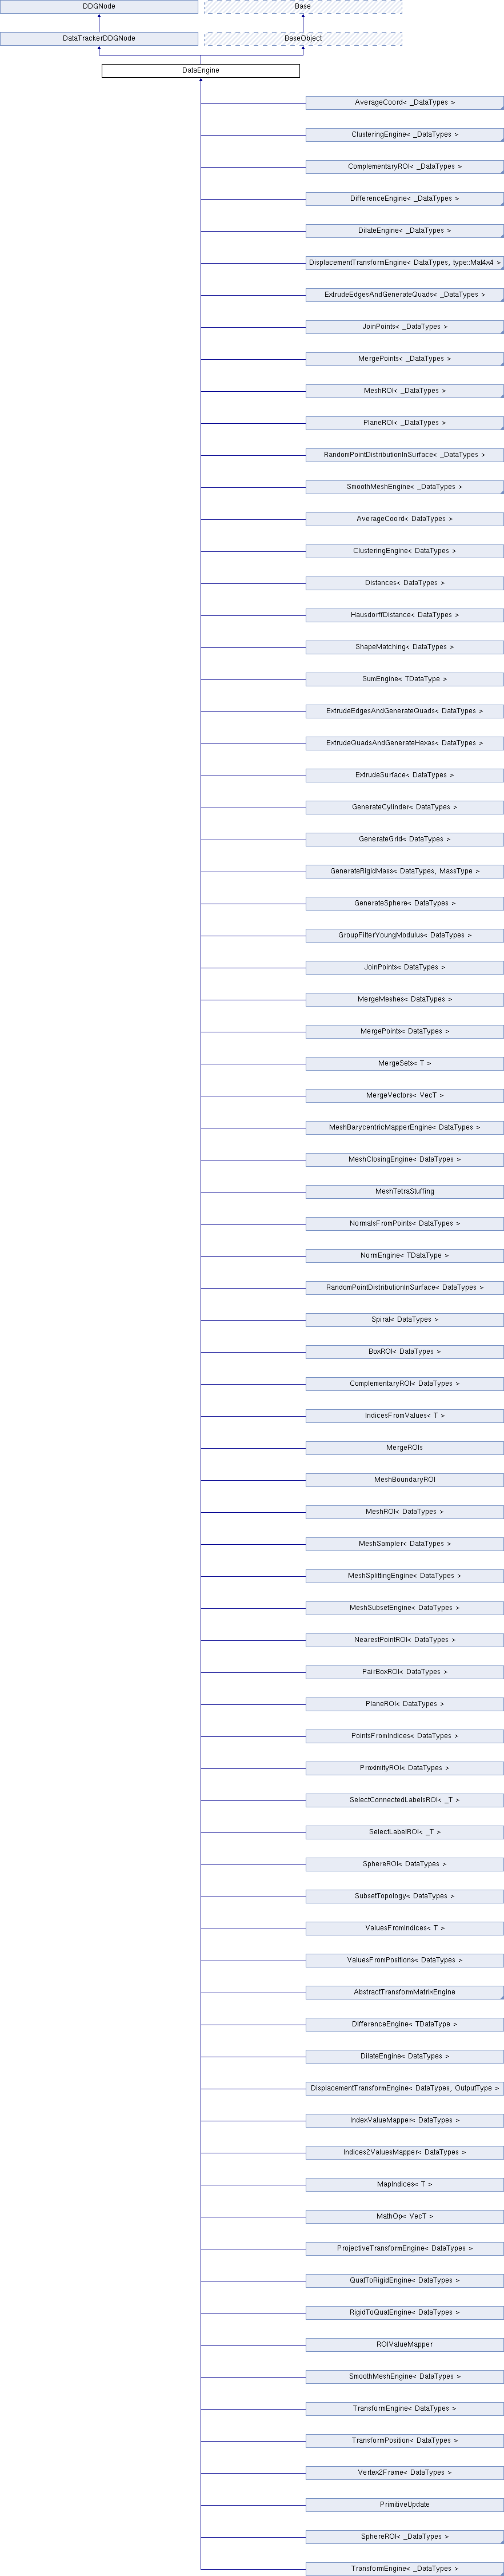 DDGNode
Base
DataTrackerDDGNode
BaseObject
DataEngine
AverageCoord< _DataTypes >
ClusteringEngine< _DataTypes >
ComplementaryROI< _DataTypes >
DifferenceEngine< _DataTypes >
DilateEngine< _DataTypes >
DisplacementTransformEngine< DataTypes, type::Mat4x4 >
ExtrudeEdgesAndGenerateQuads< _DataTypes >
JoinPoints< _DataTypes >
MergePoints< _DataTypes >
MeshROI< _DataTypes >
PlaneROI< _DataTypes >
RandomPointDistributionInSurface< _DataTypes >
SmoothMeshEngine< _DataTypes >
AverageCoord< DataTypes >
ClusteringEngine< DataTypes >
Distances< DataTypes >
HausdorffDistance< DataTypes >
ShapeMatching< DataTypes >
SumEngine< TDataType >
ExtrudeEdgesAndGenerateQuads< DataTypes >
ExtrudeQuadsAndGenerateHexas< DataTypes >
ExtrudeSurface< DataTypes >
GenerateCylinder< DataTypes >
GenerateGrid< DataTypes >
GenerateRigidMass< DataTypes, MassType >
GenerateSphere< DataTypes >
GroupFilterYoungModulus< DataTypes >
JoinPoints< DataTypes >
MergeMeshes< DataTypes >
MergePoints< DataTypes >
MergeSets< T >
MergeVectors< VecT >
MeshBarycentricMapperEngine< DataTypes >
MeshClosingEngine< DataTypes >
MeshTetraStuffing
NormalsFromPoints< DataTypes >
NormEngine< TDataType >
RandomPointDistributionInSurface< DataTypes >
Spiral< DataTypes >
BoxROI< DataTypes >
ComplementaryROI< DataTypes >
IndicesFromValues< T >
MergeROIs
MeshBoundaryROI
MeshROI< DataTypes >
MeshSampler< DataTypes >
MeshSplittingEngine< DataTypes >
MeshSubsetEngine< DataTypes >
NearestPointROI< DataTypes >
PairBoxROI< DataTypes >
PlaneROI< DataTypes >
PointsFromIndices< DataTypes >
ProximityROI< DataTypes >
SelectConnectedLabelsROI< _T >
SelectLabelROI< _T >
SphereROI< DataTypes >
SubsetTopology< DataTypes >
ValuesFromIndices< T >
ValuesFromPositions< DataTypes >
AbstractTransformMatrixEngine
DifferenceEngine< TDataType >
DilateEngine< DataTypes >
DisplacementTransformEngine< DataTypes, OutputType >
IndexValueMapper< DataTypes >
Indices2ValuesMapper< DataTypes >
MapIndices< T >
MathOp< VecT >
ProjectiveTransformEngine< DataTypes >
QuatToRigidEngine< DataTypes >
RigidToQuatEngine< DataTypes >
ROIValueMapper
SmoothMeshEngine< DataTypes >
TransformEngine< DataTypes >
TransformPosition< DataTypes >
Vertex2Frame< DataTypes >
PrimitiveUpdate
SphereROI< _DataTypes >
TransformEngine< _DataTypes >